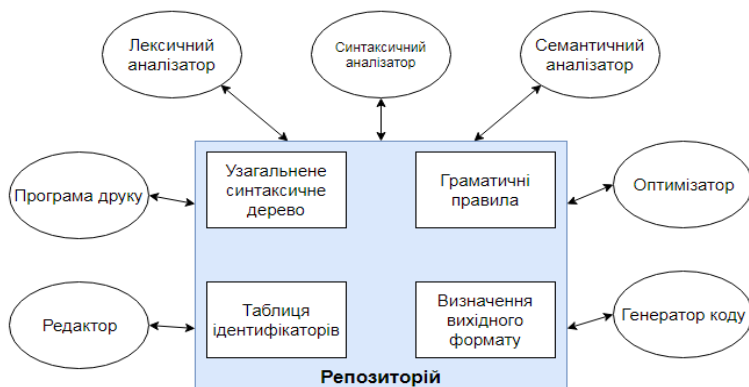 Лексичний
аналізатор
Синтаксичний
аналізатор
Семантичний
аналізатор
Програма друку
Узагальнене
синтаксичне
дерево
Граматичні
правила
Оптимізатор
Редактор
Таблиця
ідентифікаторів
Визначення
вихідного
формату
Генератор коду
Репозиторій